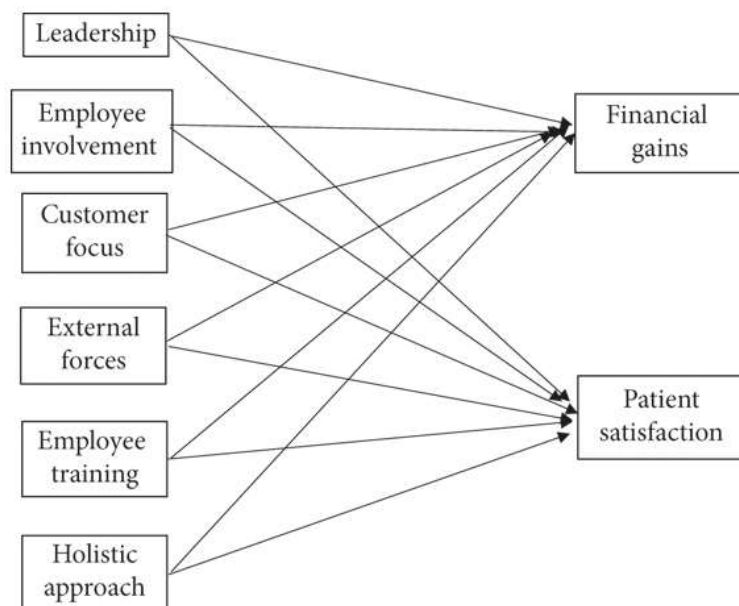 Leadership
Employee
involvement
Customer
focus
External
forces
Employee
training
Holistic
approach
Financial
gains
Patient
satisfaction